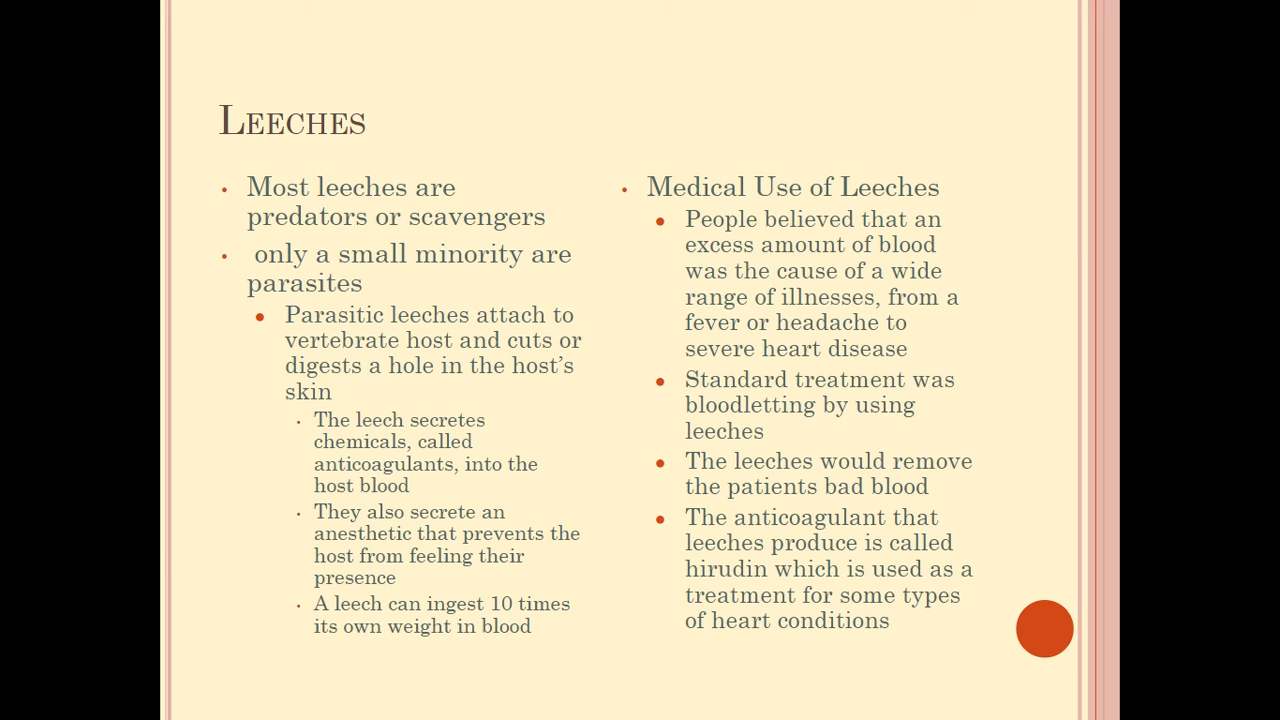 Leeches
• Most leeches are
predators or scavengers
• only a small minority are
parasites
• Parasitic leeches attach to
vertebrate host and cuts or
digests a hole in the host's
skin
• The leech secretes
chemicals, called
anticoagulants, into the
host blood
• They also secrete an
anesthetic that prevents the
host from feeling their
presence
• A leech can ingest 10 times
its own weight in blood
• Medical Use of Leeches
• People believed that an
excess amount of blood
was the cause of a wide
range of illnesses, from a
fever or headache to
severe heart disease
• Standard treatment was
bloodletting by using
leeches
• The leeches would remove
the patients bad blood
• The anticoagulant that
leeches produce is called
hirudin which is used as a
treatment for some types
of heart conditions